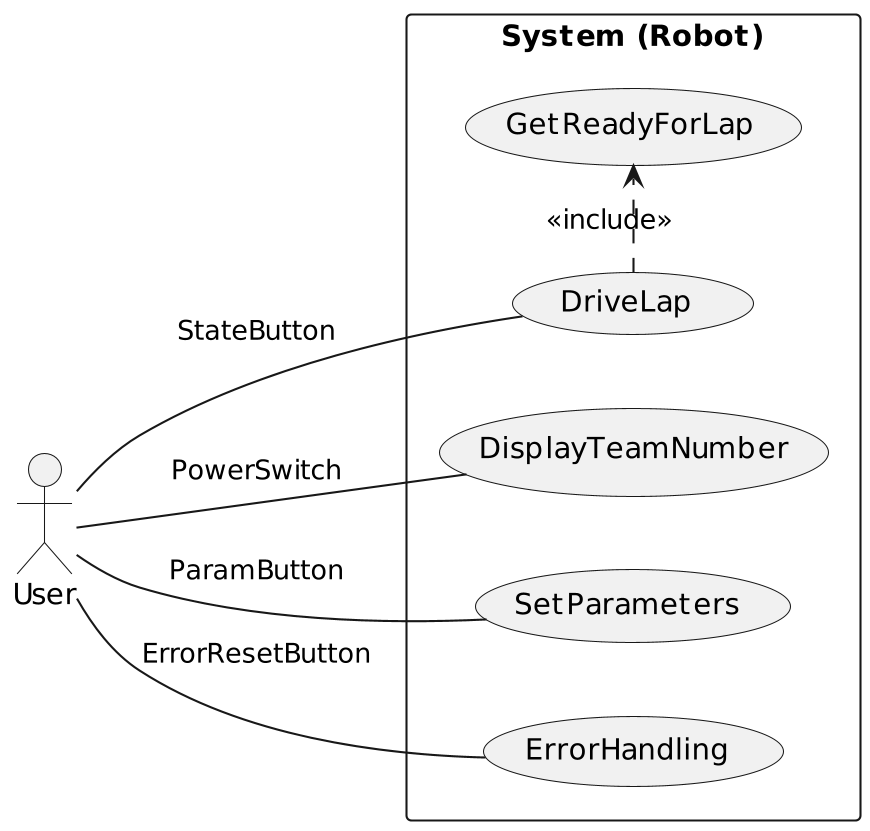 System (Robot)
GetReadyForLap
«include»
DriveLap
StateButton
DisplayTeamNumber
PowerSwitch
ParamButton
User
SetParameters
ErrorResetButton
ErrorHandling